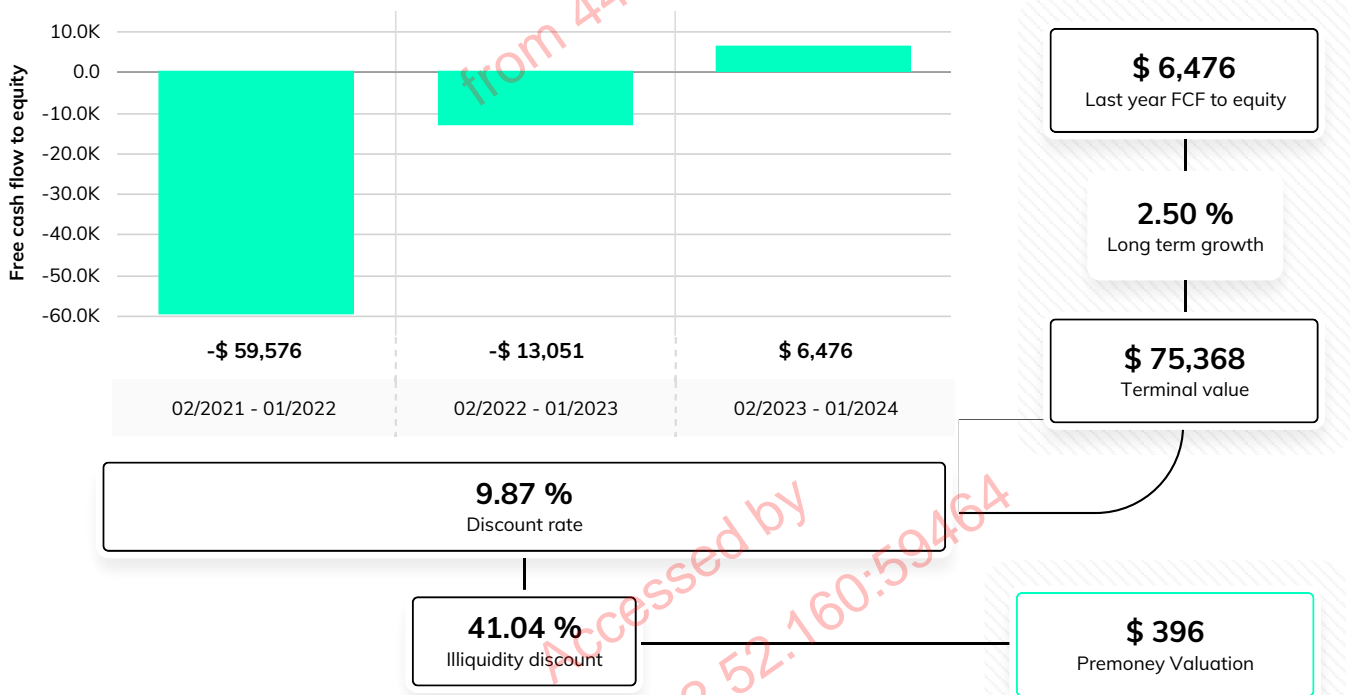 Free cash flow to equity
10.0K
0.0
-10.0K
-20.0K
-30.0K
-40.0K
-50.0K
-60.0K
-$ 59,576
-$ 13,051
$ 6,476
02/2021 - 01/2022
02/2022 - 01/2023
02/2023 - 01/2024
$ 6,476
Last year FCF to equity
2.50 %
Long term growth
$ 75,368
Terminal value
9.87 %
Discount rate
41.04 %
Illiquidity discount
$ 396
Premoney Valuation
Accessed by
from 44
52.160:59464